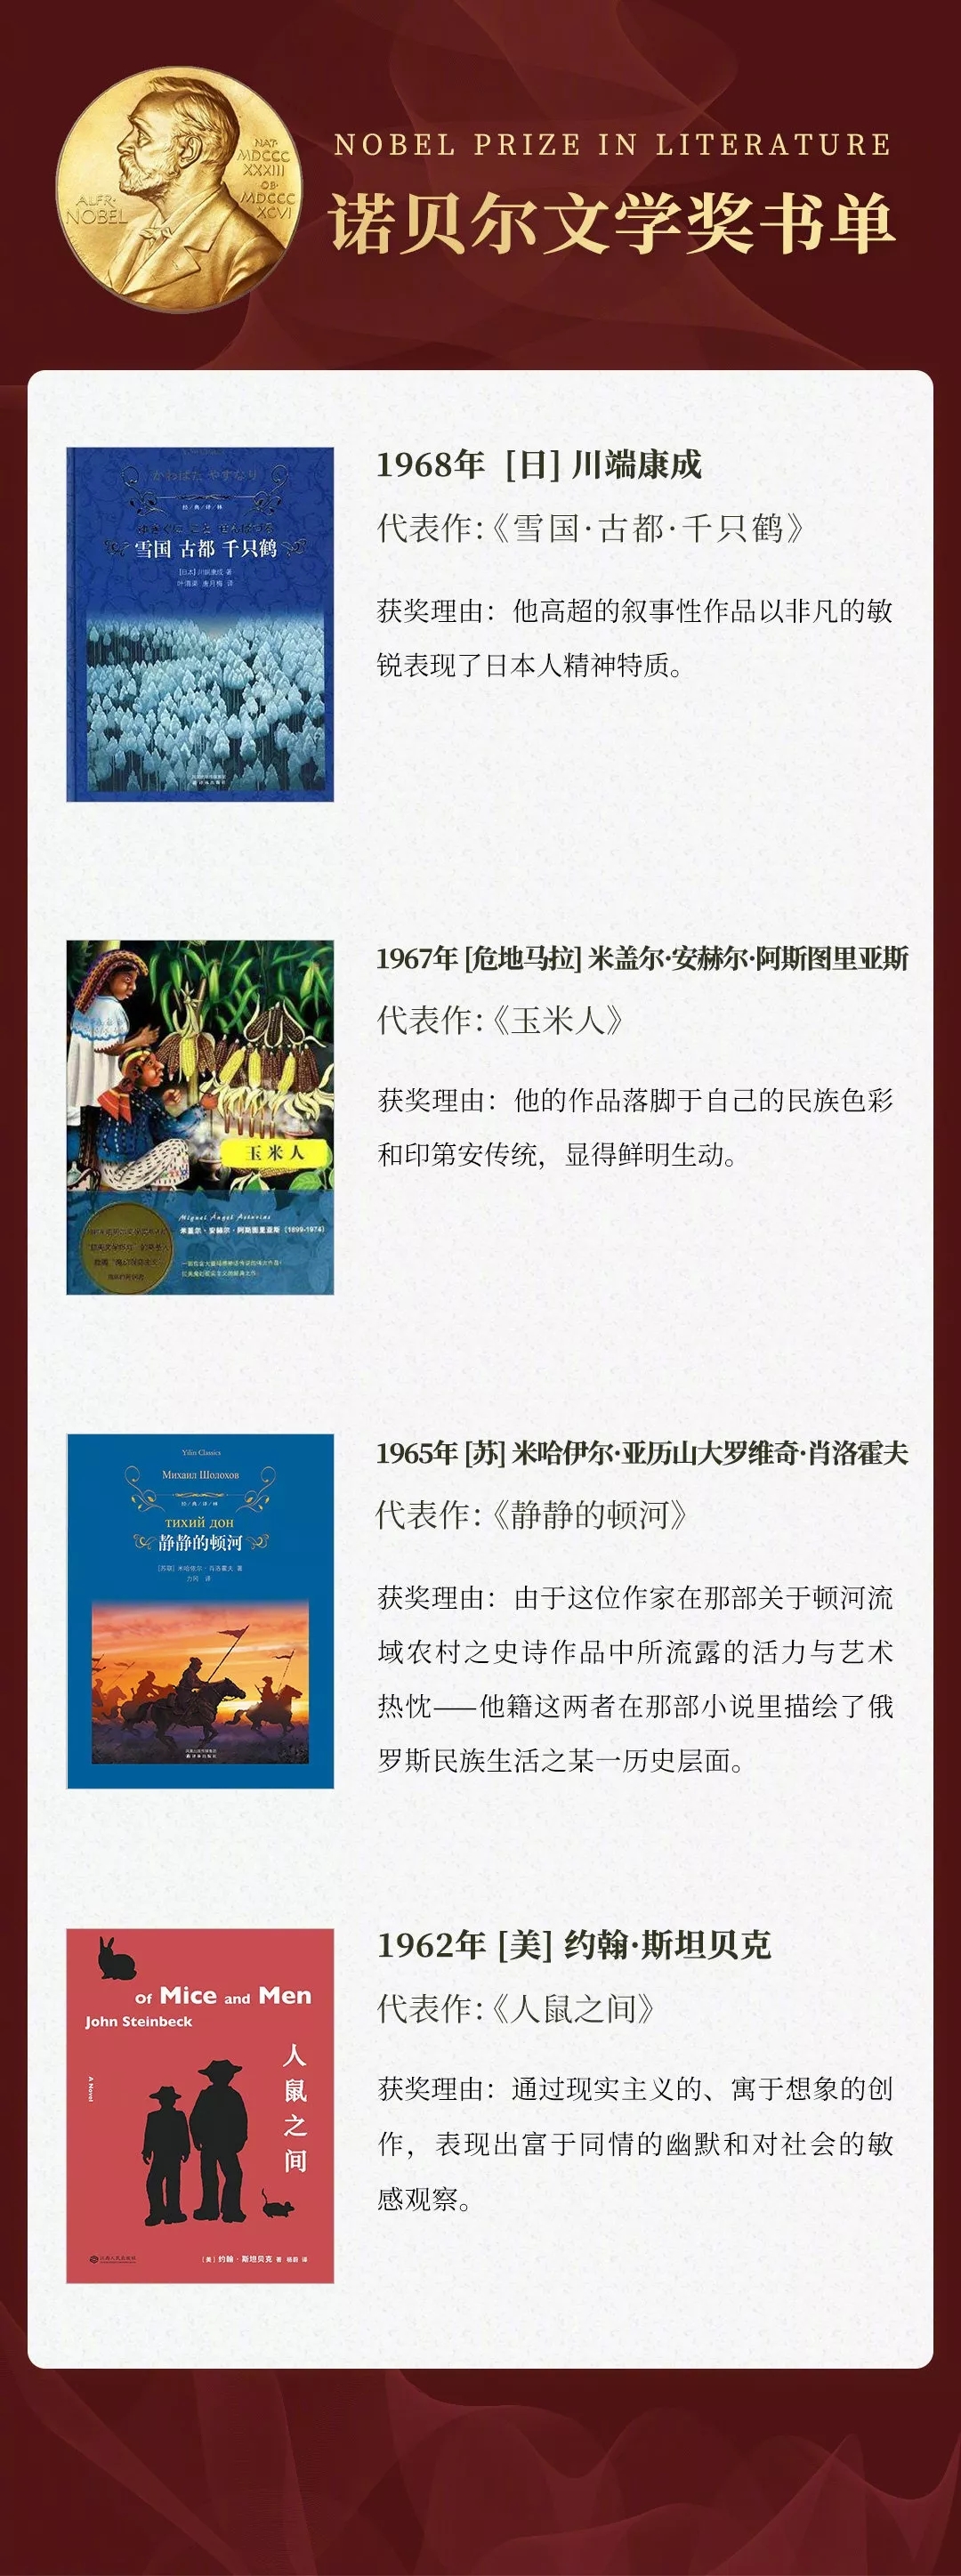 ALFR·
NOBEL
NAT·
MDCCC
XXXIII
OB·
MDCCC
XCVI
NOBEL PRIZE IN LITERATURE
诺贝尔文学奖书单
かわばた やすなり
经/典/译/林
雪国 古都 千只鹤
[日本] 川端康成 著
叶渭渠 唐月梅 译
1968年 [日] 川端康成
代表作:《雪国·古都·千只鹤》
获奖理由：他高超的叙事性作品以非凡的敏
锐表现了日本人精神特质。
玉米人
Miguel Ángel Asturias
米盖尔·安赫尔·阿斯图里亚斯（1899-1974）
1967年 [危地马拉] 米盖尔·安赫尔·阿斯图里亚斯
代表作:《玉米人》
获奖理由：他的作品落脚于自己的民族色彩
和印第安传统，显得鲜明生动。
Yilin Classics
Михаил Шолохов
经/典/译/林
тихий дон
静静的顿河
[苏联] 米哈依尔·肖洛霍夫 著
力冈 译
1965年 [苏] 米哈伊尔·亚历山大罗维奇·肖洛霍夫
代表作:《静静的顿河》
获奖理由：由于这位作家在那部关于顿河流
域农村之史诗作品中所流露的活力与艺术
热忱——他籍这两者在那部小说里描绘了俄
罗斯民族生活之某一历史层面。
Of Mice and Men
John Steinbeck
A Novel
人鼠之间
[美] 约翰·斯坦贝克 著 杨蔚 译
1962年 [美] 约翰·斯坦贝克
代表作:《人鼠之间》
获奖理由：通过现实主义的、寓于想象的创
作，表现出富于同情的幽默和对社会的敏
感观察。